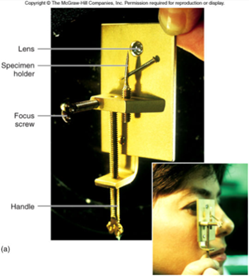 Copyright © The McGraw-Hill Companies, Inc. Permission required for reproduction or display.
Lens
Specimen
holder
Focus
screw
Handle
(a)